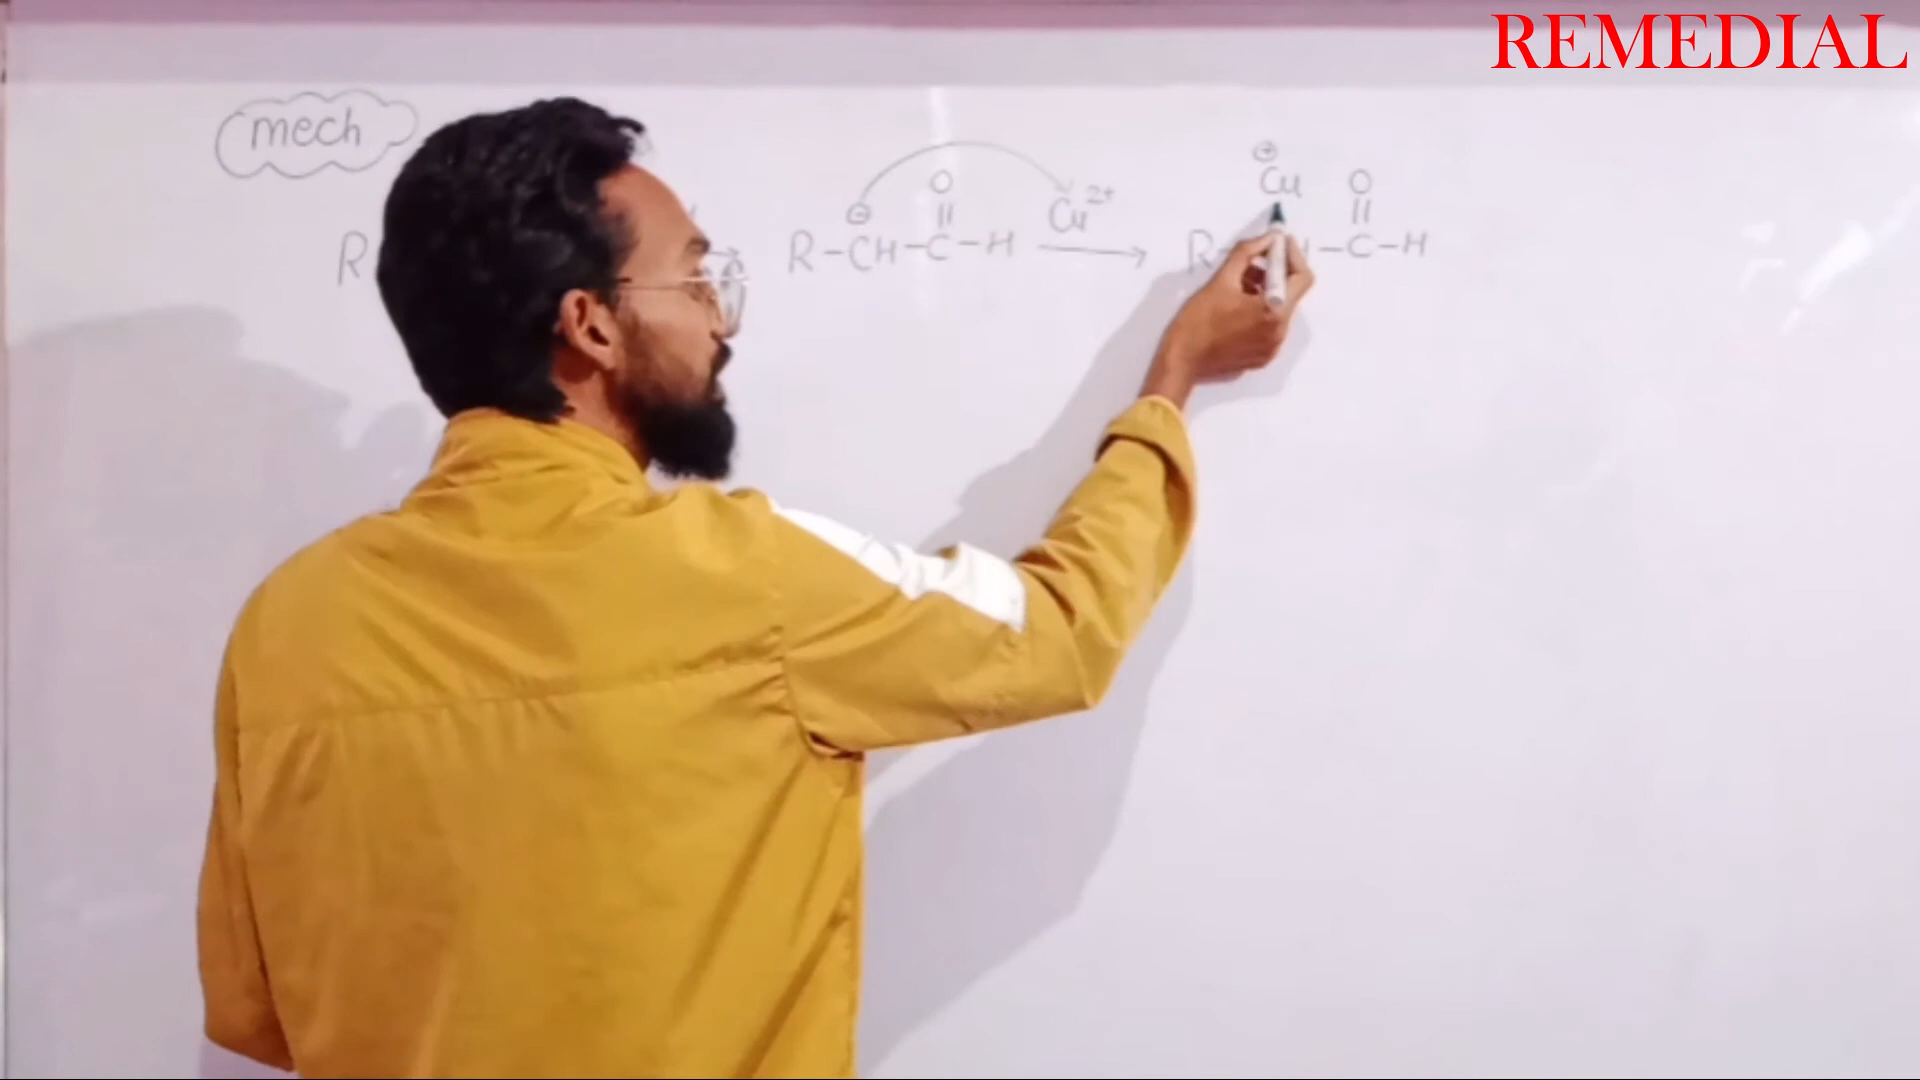 REMEDIAL
mech
⊖ O Cu²⁺ ⊕ Cu O
||
||
R R–CH–C–H → R –C–H